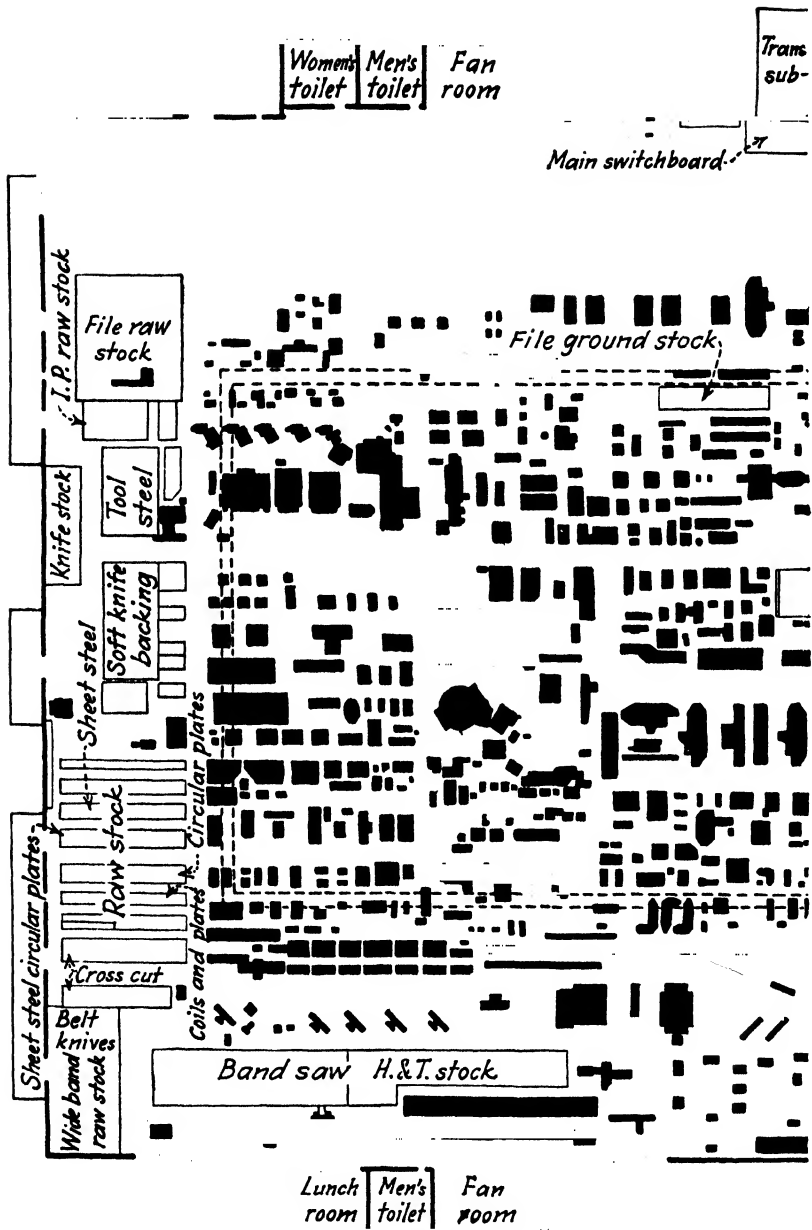 Women's
toilet
Men's
toilet
Fan
room
Trans
sub-
Main switchboard
I.P. raw stock
File raw
stock
File ground stock
Knife stock
Tool
steel
Soft knife
backing
Sheet steel
Raw stock
Circular plates
Coils and plates
Sheet steel circular plates
Cross cut
Belt
knives
Wide band
raw stock
Band saw
H.&T. stock
Lunch
room
Men's
toilet
Fan
room